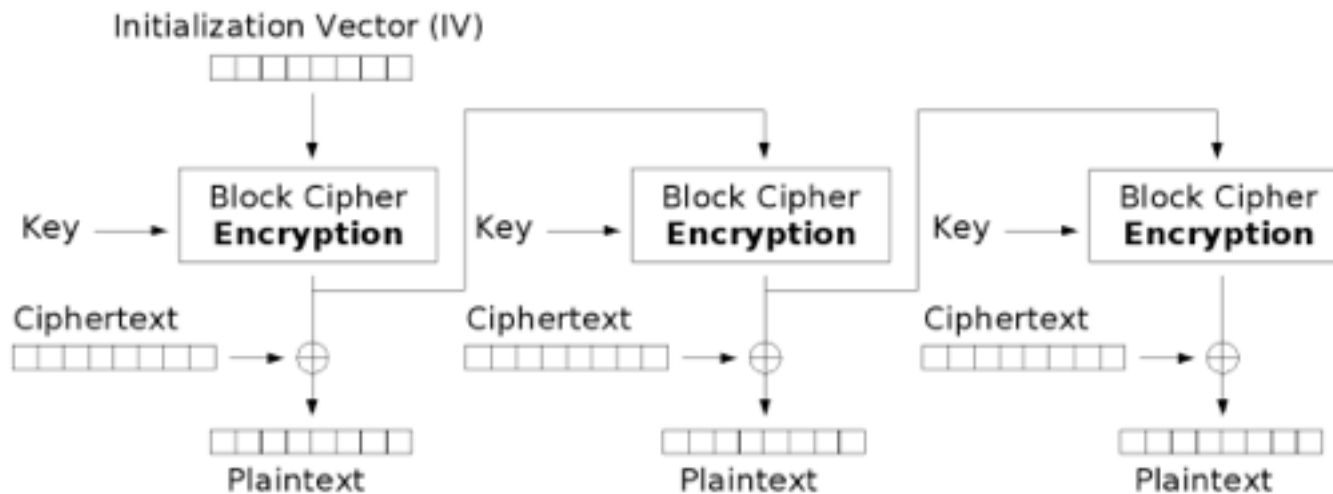 Initialization Vector (IV)
Block Cipher
Encryption
Key
Block Cipher
Encryption
Key
Block Cipher
Encryption
Key
Ciphertext
Ciphertext
Ciphertext
Plaintext
Plaintext
Plaintext